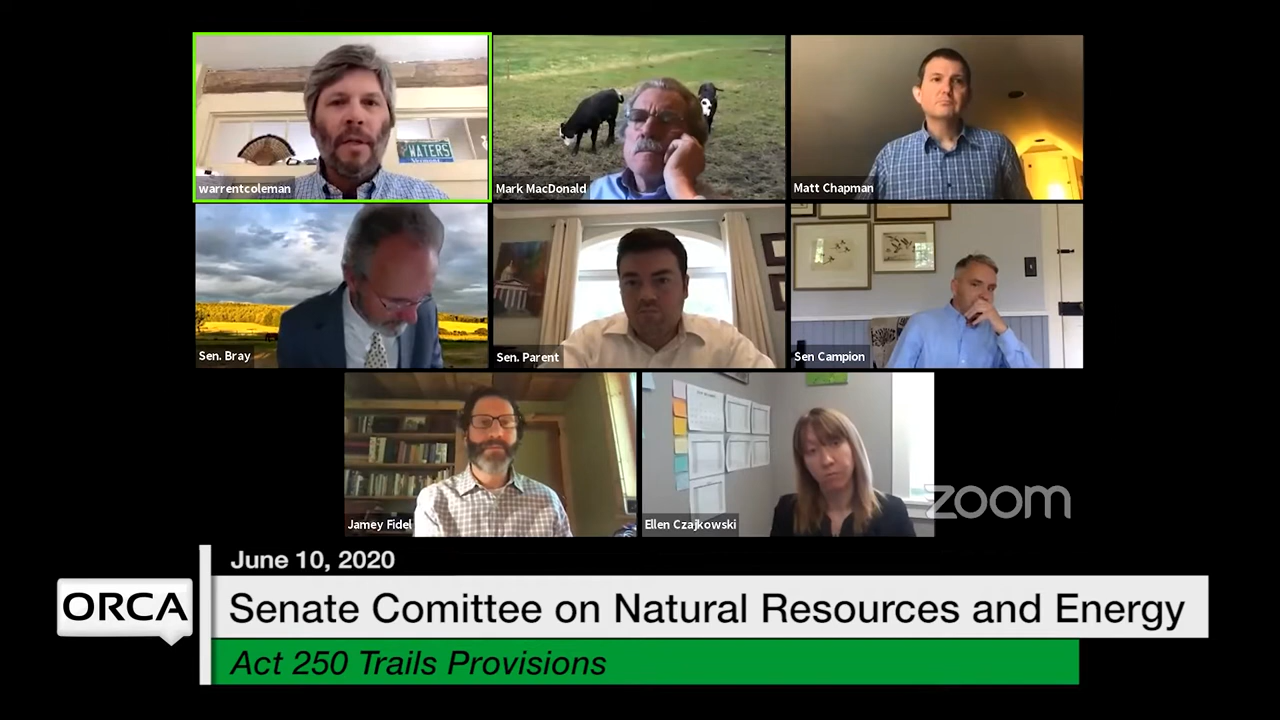 WATERS
Vermont
warrentcoleman
Mark MacDonald
Matt Chapman
Sen. Bray
Sen. Parent
Sen Campion
Jamey Fidel
Ellen Czajkowski
zoom
June 10, 2020
ORCA
Senate Comittee on Natural Resources and Energy
Act 250 Trails Provisions